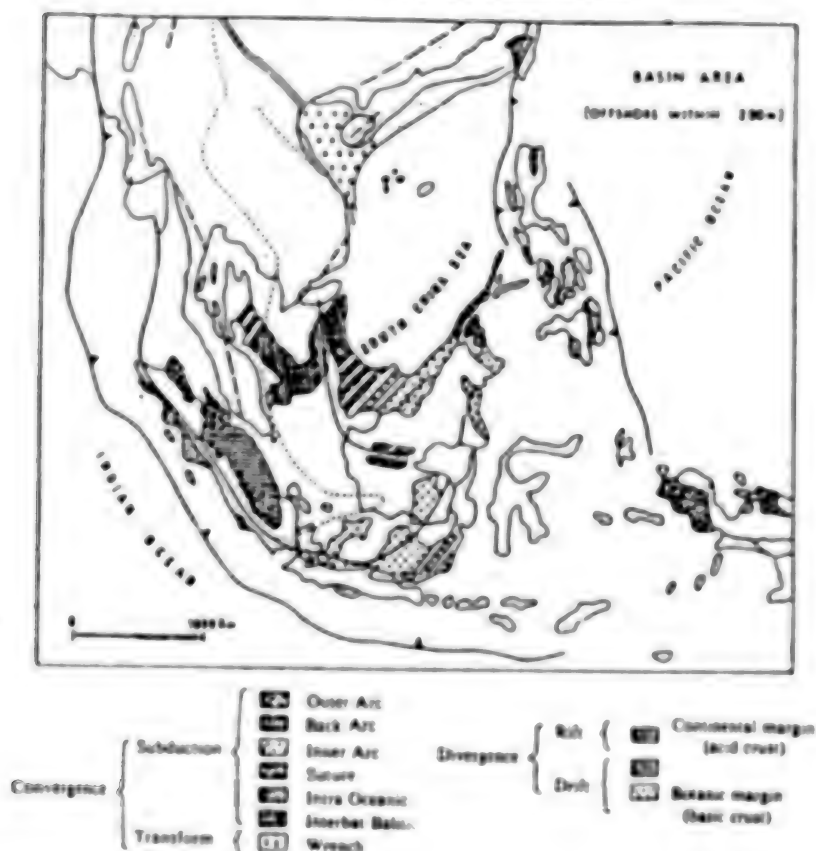 BASIN AREA
(OFFSHORE WITHIN 200m)
PACIFIC OCEAN
SOUTH CHINA SEA
INDIAN OCEAN
0
Outer Arc
Back Arc
Inner Arc
Suture
Intra Oceanic
Subduction
Convergence
Transform
Wrench
Divergence
Rift
Drift
Continental margin
(acid crust)
margin
(basic crust)